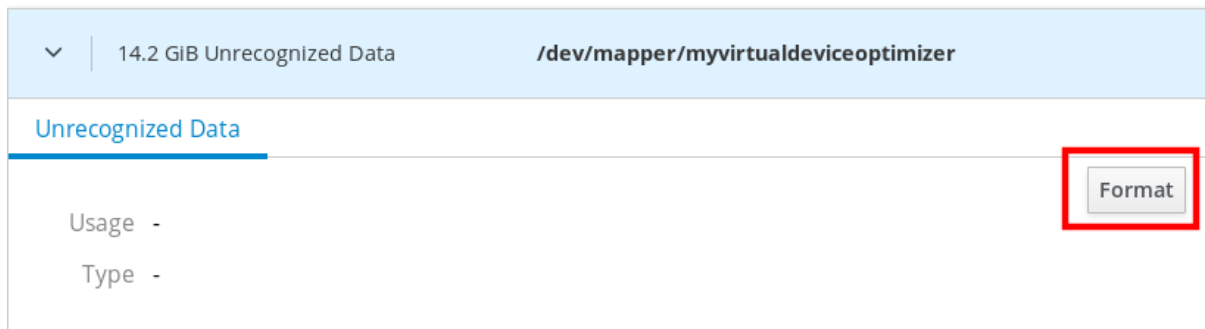 14.2 GiB Unrecognized Data /dev/mapper/myvirtualdeviceoptimizer
Unrecognized Data
Format
Usage -
Type -